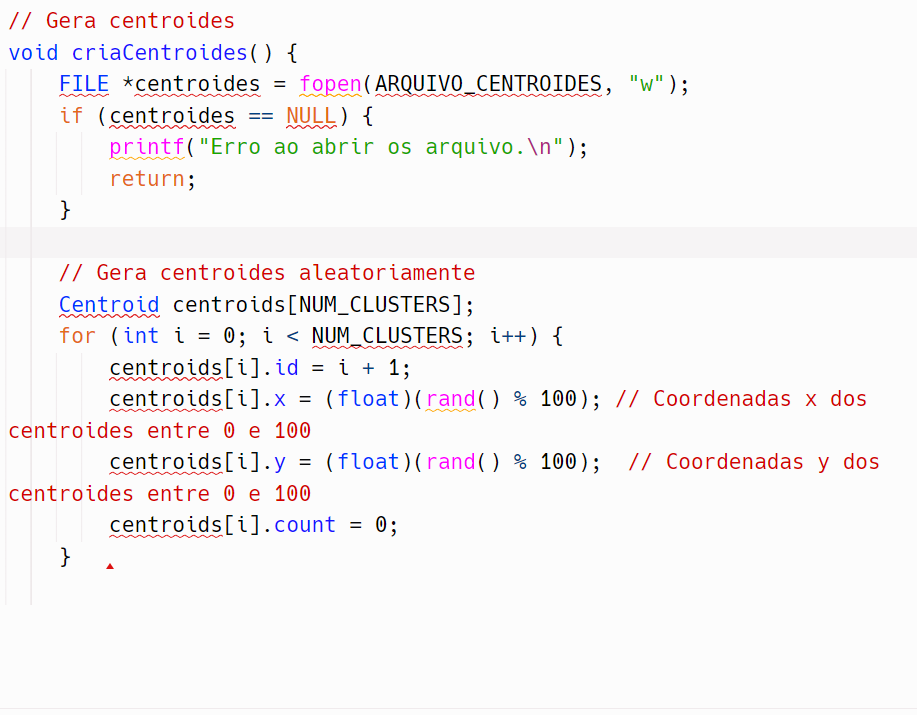 // Gera centroides
void criaCentroides() {
    FILE *centroides = fopen(ARQUIVO_CENTROIDES, "w");
    if (centroides == NULL) {
        printf("Erro ao abrir os arquivo.\n");
        return;
    }

    // Gera centroides aleatoriamente
    Centroid centroids[NUM_CLUSTERS];
    for (int i = 0; i < NUM_CLUSTERS; i++) {
        centroids[i].id = i + 1;
        centroids[i].x = (float)(rand() % 100); // Coordenadas x dos
centroides entre 0 e 100
        centroids[i].y = (float)(rand() % 100);  // Coordenadas y dos
centroides entre 0 e 100
        centroids[i].count = 0;
    }